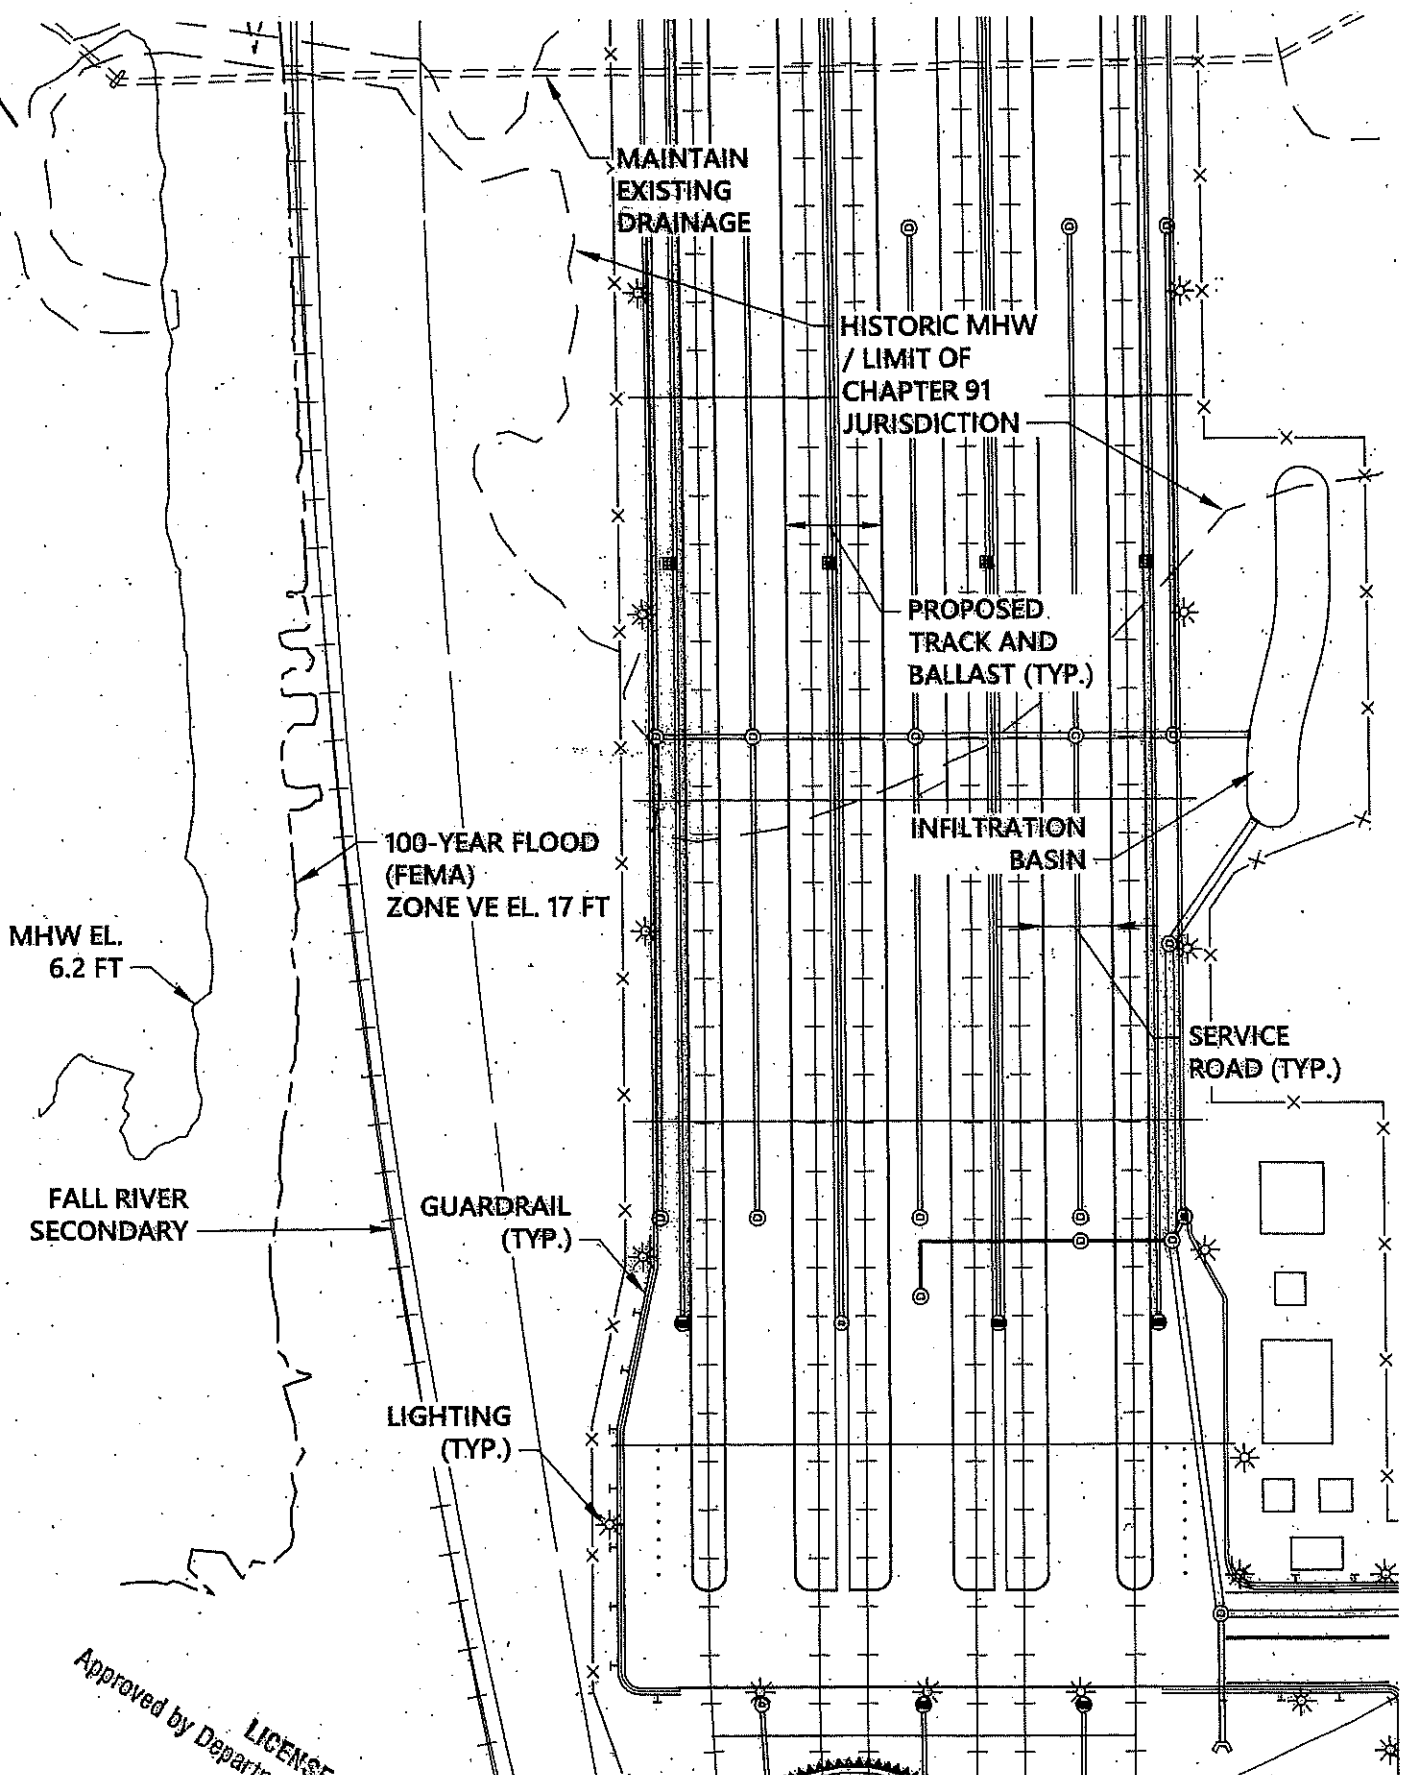 MAINTAIN
EXISTING
DRAINAGE
HISTORIC MHW
/ LIMIT OF
CHAPTER 91
JURISDICTION
PROPOSED
TRACK AND
BALLAST (TYP.)
100-YEAR FLOOD
(FEMA)
ZONE VE EL. 17 FT
INFILTRATION
BASIN
MHW EL.
6.2 FT
SERVICE
ROAD (TYP.)
FALL RIVER
SECONDARY
GUARDRAIL
(TYP.)
LIGHTING
(TYP.)
LICENSE
Approved by Departm